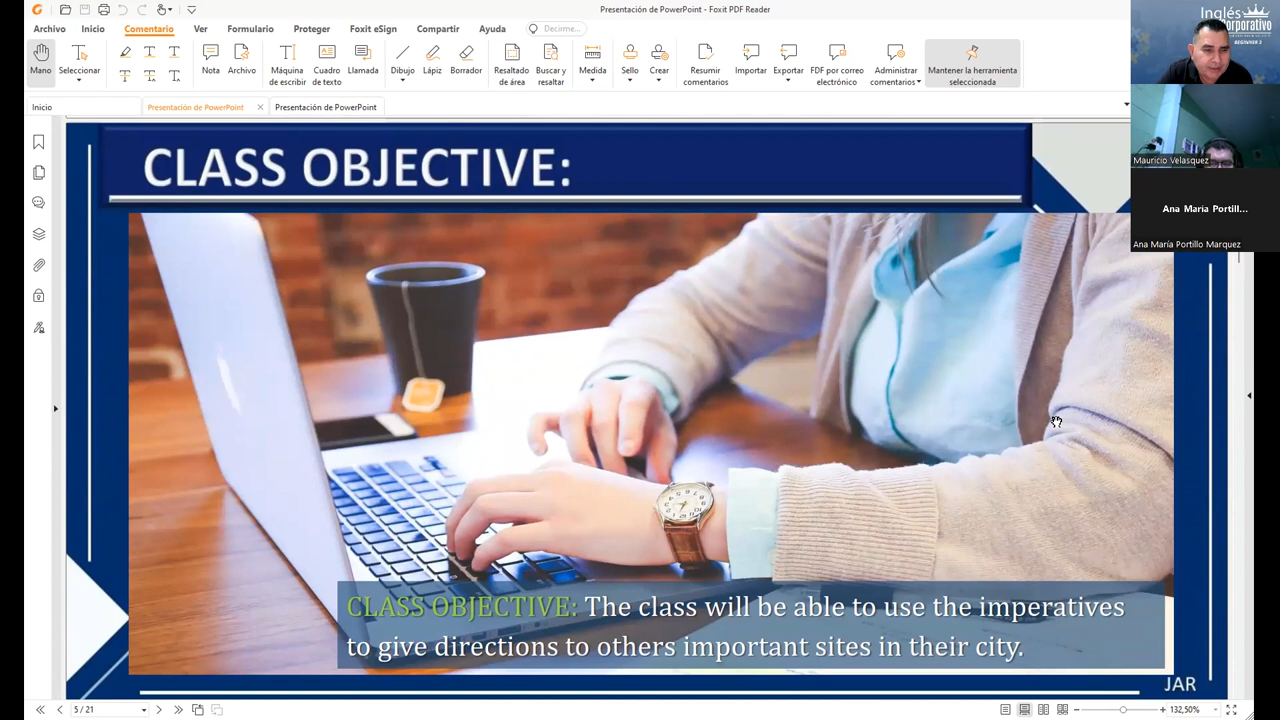 Presentación de PowerPoint - Foxit PDF Reader
Archivo Inicio Comentario Ver Formulario Proteger Foxit eSign Compartir Ayuda Decirme...
Mano Seleccionar Nota Archivo Máquina de escribir Cuadro de texto Llamada Dibujo Lápiz Borrador Resaltado de área Buscar y resaltar Medida Sello Crear Resumir comentarios Importar Exportar FDF por correo electrónico Administrar comentarios Mantener la herramienta seleccionada
Inicio Presentación de PowerPoint Presentación de PowerPoint
Inglés
BEGINNER 2
Mauricio Velasquez
Ana Maria Portill...
Ana María Portillo Marquez
CLASS OBJECTIVE:
CLASS OBJECTIVE: The class will be able to use the imperatives
to give directions to others important sites in their city.
JAR
5 / 21
132,50%